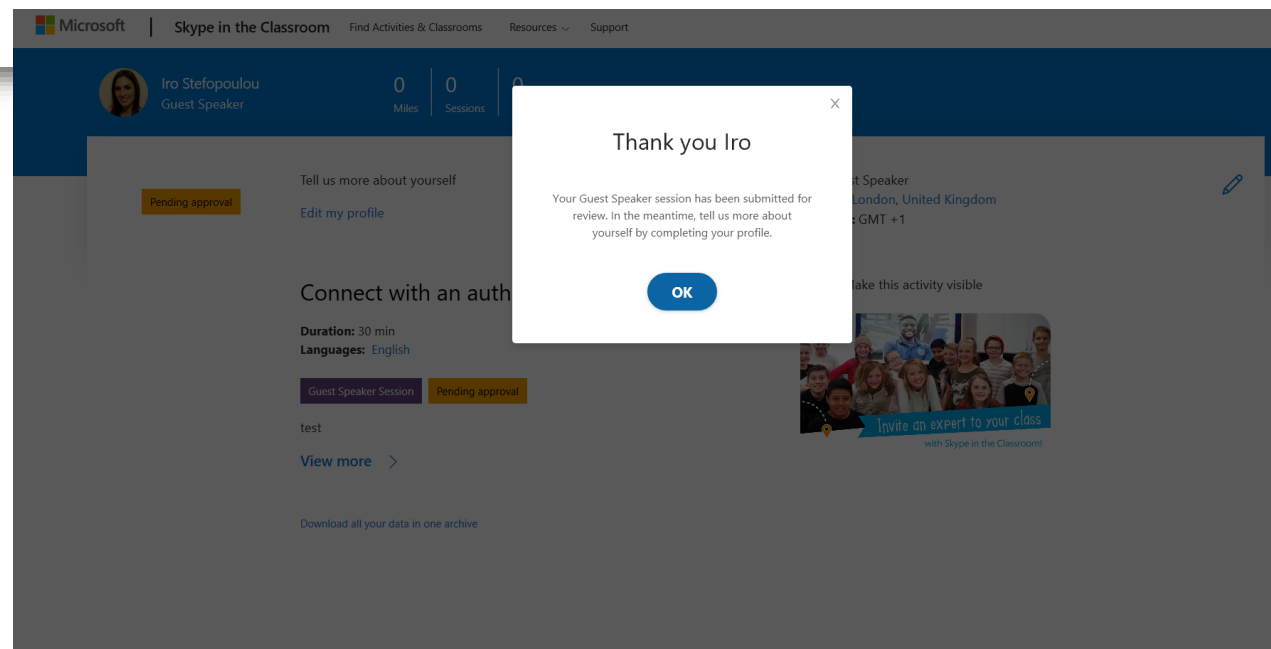 Microsoft | Skype in the Classroom Find Activities & Classrooms Resources Support
Iro Stefopoulou
Guest Speaker
0 0
Miles Sessions
X
Thank you Iro
Your Guest Speaker session has been submitted for
review. In the meantime, tell us more about
yourself by completing your profile.
OK
Pending approval
Tell us more about yourself
Edit my profile
Speaker
London, United Kingdom
: GMT +1
Connect with an auth
this activity visible
Duration: 30 min
Languages: English
Guest Speaker Session Pending approval
test
View more >
Invite an expert to your class
with Skype in the Classroom!
Download all your data in one archive